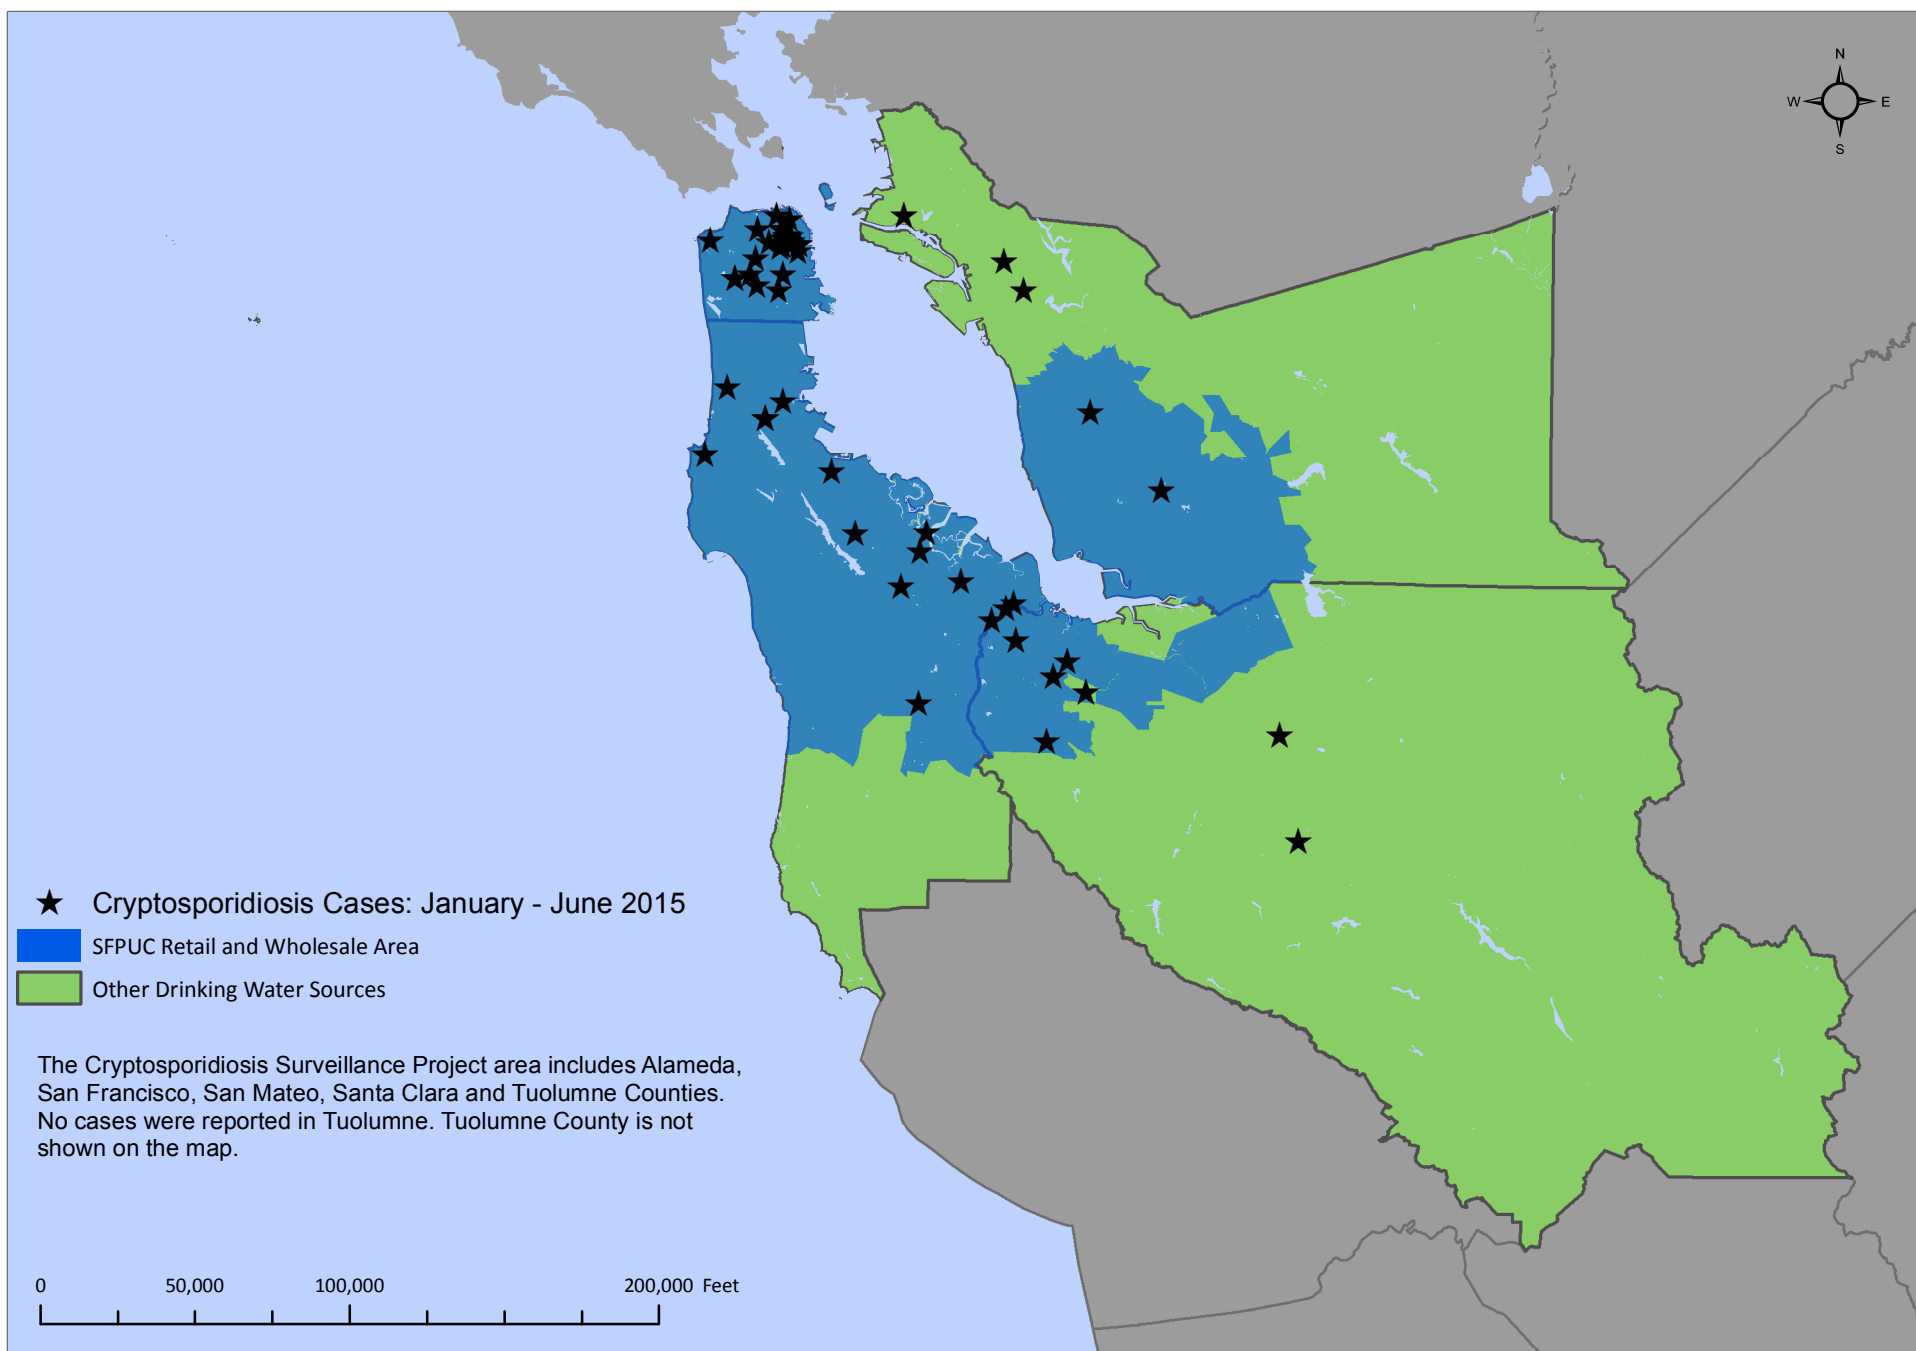 N
W E
S
Cryptosporidiosis Cases: January - June 2015
SFPUC Retail and Wholesale Area
Other Drinking Water Sources
The Cryptosporidiosis Surveillance Project area includes Alameda,
San Francisco, San Mateo, Santa Clara and Tuolumne Counties.
No cases were reported in Tuolumne. Tuolumne County is not
shown on the map.
0 50,000 100,000 200,000 Feet